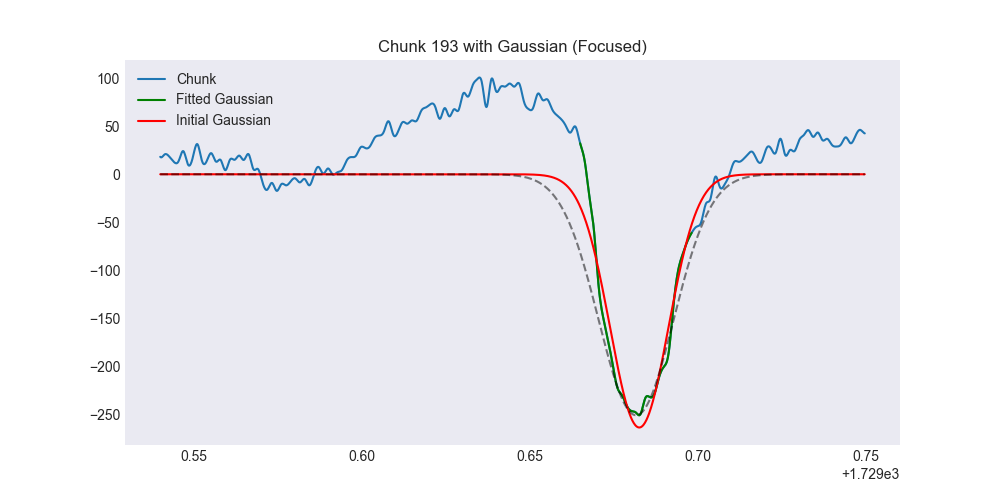 Chunk 193 with Gaussian (Focused)
Chunk
Fitted Gaussian
Initial Gaussian
100
50
0
−50
−100
−150
−200
−250
0.55 0.60 0.65 0.70 0.75
+1.729e3